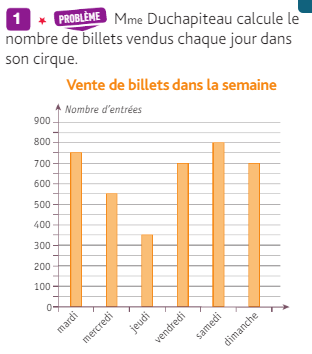 1 ★ PROBLÈME Mme Duchapiteau calcule le
nombre de billets vendus chaque jour dans
son cirque.
Vente de billets dans la semaine
Nombre d'entrées
900
800
700
600
500
400
300
200
100
0
mardi mercredi jeudi vendredi samedi dimanche